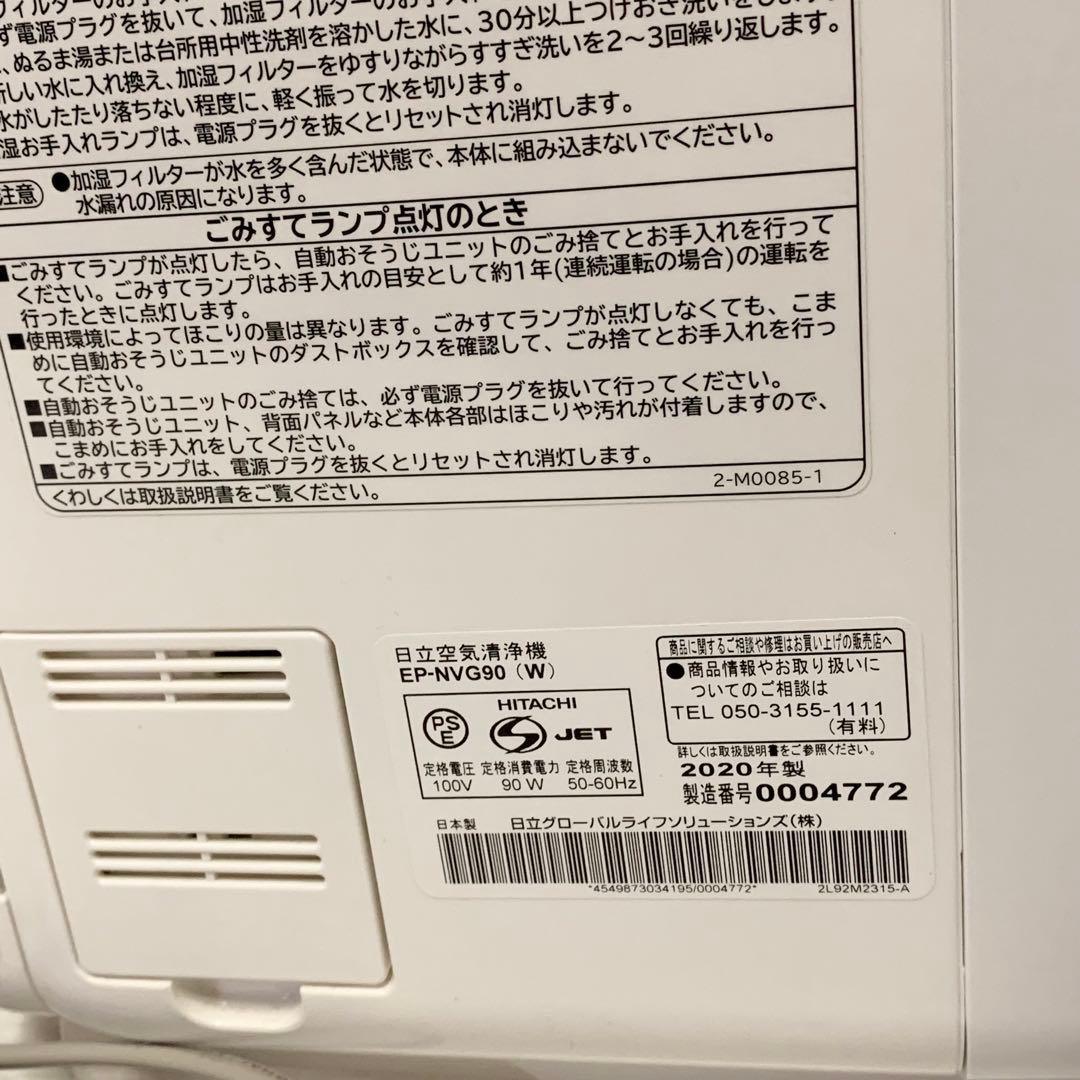 ず電源プラグを抜いて、加湿フィルターのお手入
、ぬるま湯または台所用中性洗剤を溶かした水に、30分以上つけおき洗いをします。
新しい水に入れ換え、加湿フィルターをゆすりながらすすぎ洗いを2〜3回繰り返します。
水がしたたり落ちない程度に、軽く振って水を切ります。
湿お手入れランプは、電源プラグを抜くとリセットされ消灯します。
注意 ●加湿フィルターが水を多く含んだ状態で、本体に組み込まないでください。
水漏れの原因になります。
ごみすてランプ点灯のとき
■ごみすてランプが点灯したら、自動おそうじユニットのごみ捨てとお手入れを行って
ください。ごみすてランプはお手入れの目安として約1年(連続運転の場合)の運転を
行ったときに点灯します。
■使用環境によってほこりの量は異なります。ごみすてランプが点灯しなくても、こま
めに自動おそうじユニットのダストボックスを確認して、ごみ捨てとお手入れを行っ
てください。
■自動おそうじユニットのごみ捨ては、必ず電源プラグを抜いて行ってください。
■自動おそうじユニット、背面パネルなど本体各部はほこりや汚れが付着しますので、
こまめにお手入れをしてください。
■ごみすてランプは、電源プラグを抜くとリセットされ消灯します。
くわしくは取扱説明書をご覧ください。 2-M0085-1
日立空気清浄機
EP-NVG90（W）
HITACHI
PS
E
JET
定格電圧 定格消費電力 定格周波数
100V 90 W 50-60Hz
商品に関するご相談や修理はお買い上げの販売店へ
●商品情報やお取り扱いに
ついてのご相談は
TEL 050-3155-1111
(有料)
詳しくは取扱説明書をご参照ください。
2020年製
製造番号 0004772
日本製 日立グローバルライフソリューションズ(株)
*4549873034195/0004772* 2L92M2315-A